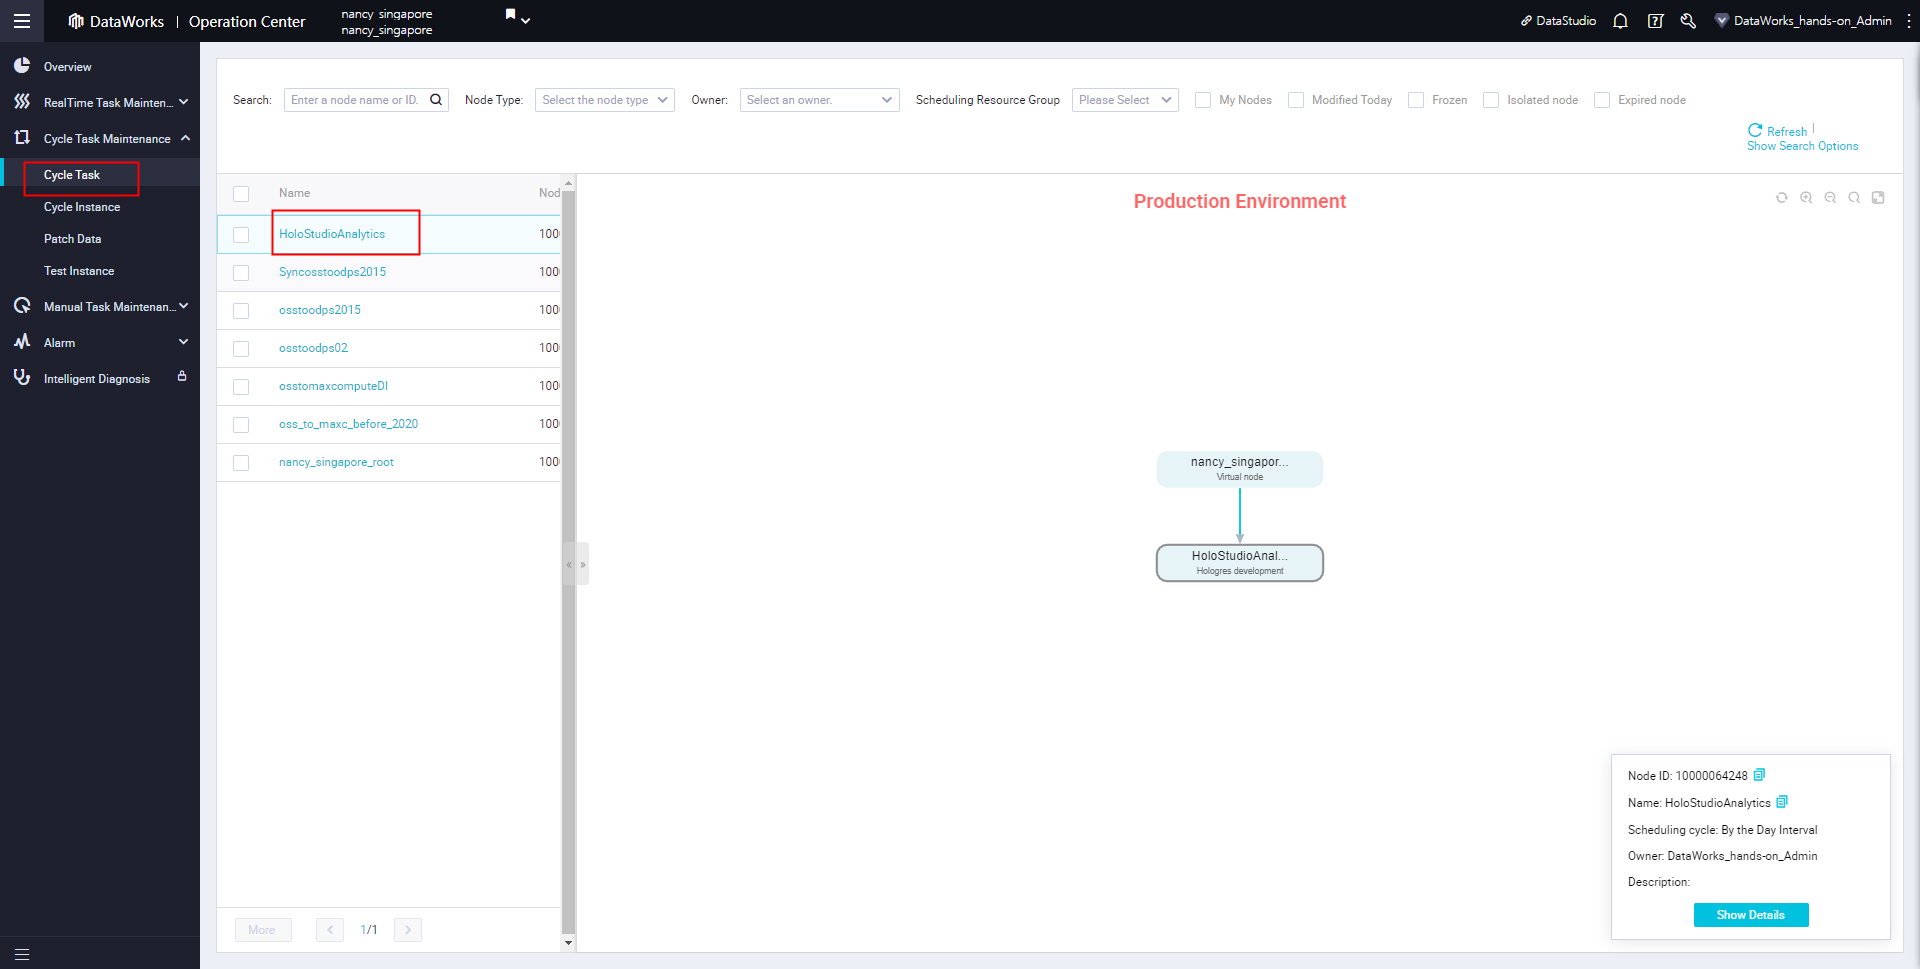 DataWorks | Operation Center
nancy_singapore
nancy_singapore
DataStudio
DataWorks_hands-on_Admin
Overview
RealTime Task Mainten...
Cycle Task Maintenance
Cycle Task
Cycle Instance
Patch Data
Test Instance
Manual Task Maintenan...
Alarm
Intelligent Diagnosis
Search: Enter a node name or ID. Node Type: Select the node type Owner: Select an owner. Scheduling Resource Group Please Select My Nodes Modified Today Frozen Isolated node Expired node
Refresh
Show Search Options
Name Nod
HoloStudioAnalytics 100
Syncosstoodps2015 100
osstoodps2015 100
osstoodps02 100
osstomaxcomputeDI 100
oss_to_maxc_before_2020 100
nancy_singapore_root 100
More 1/1
Production Environment
nancy_singapor...
Virtual node
HoloStudioAnal...
Hologres development
« »
Node ID: 10000064248
Name: HoloStudioAnalytics
Scheduling cycle: By the Day Interval
Owner: DataWorks_hands-on_Admin
Description:
Show Details